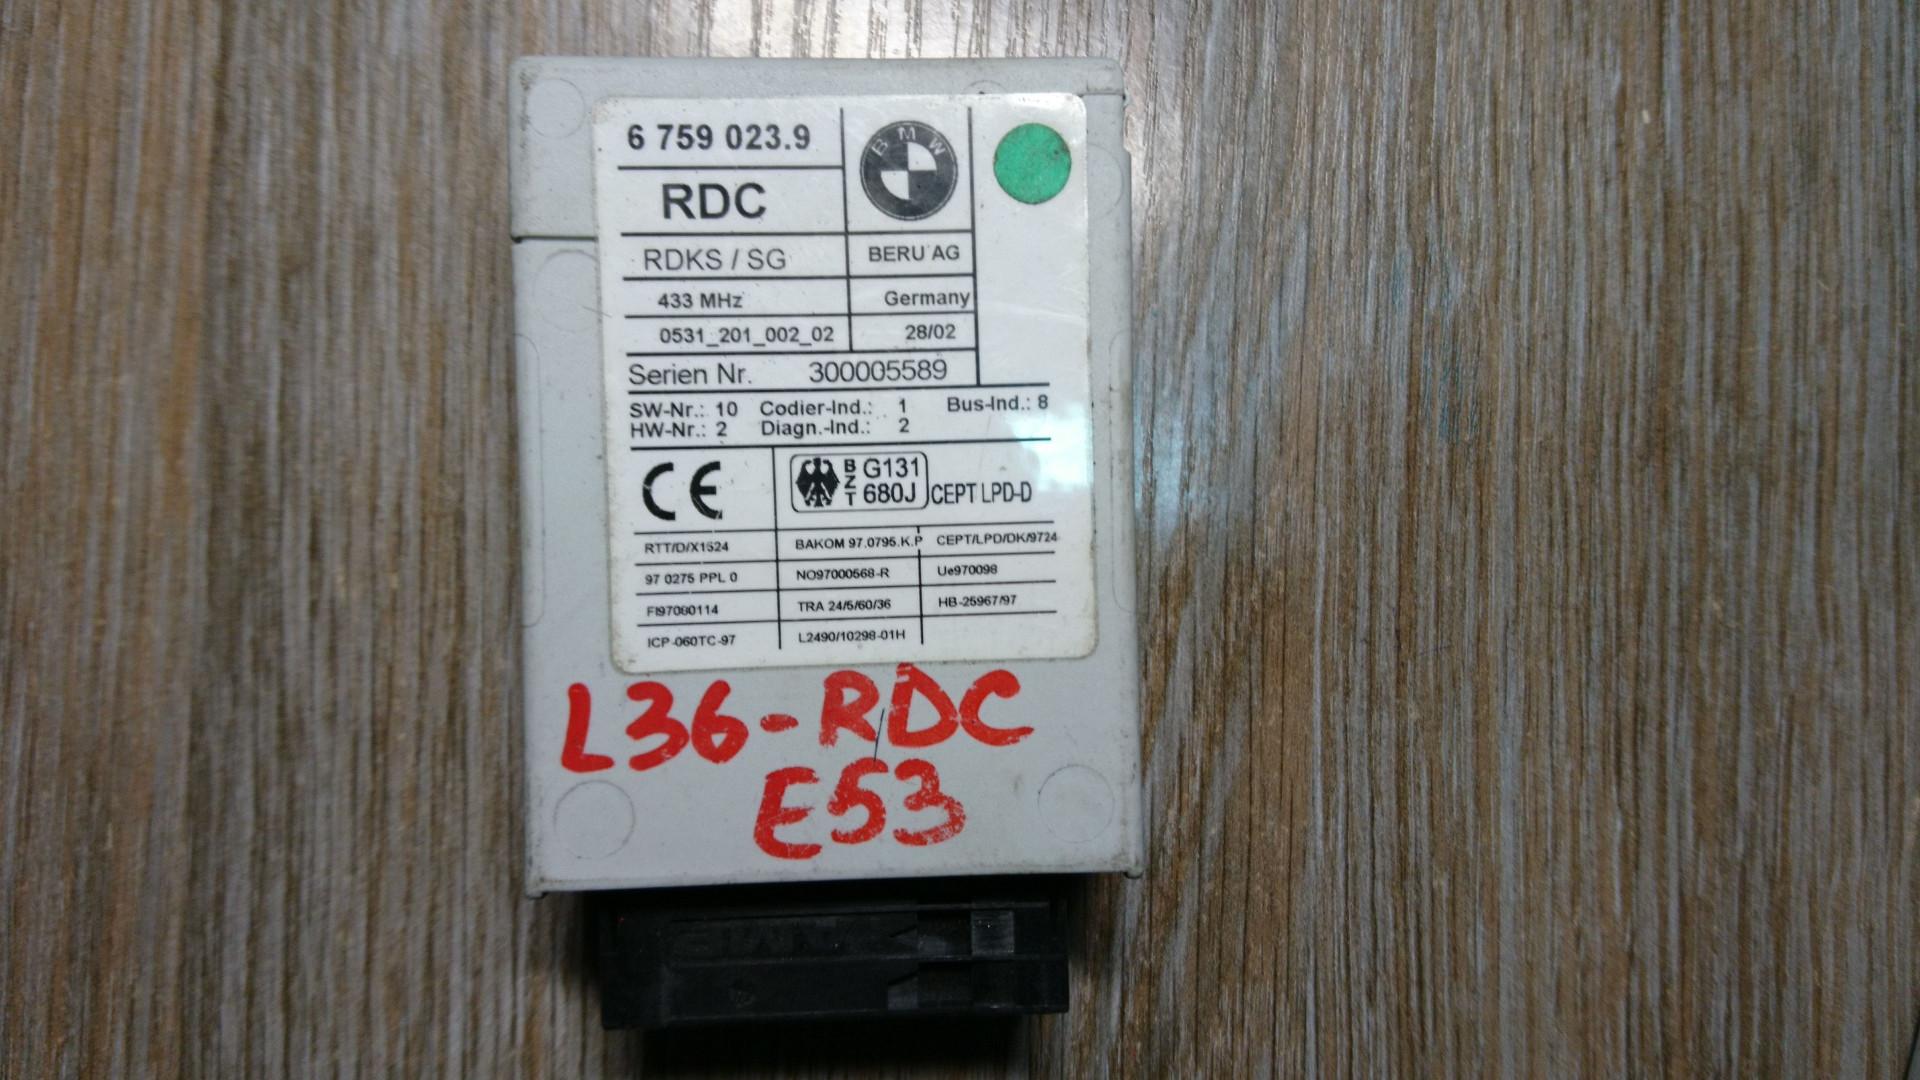 6 759 023.9
BMW
RDC
RDKS / SG
BERU AG
433 MHz
Germany
0531_201_002_02
28/02
Serien Nr. 300005589
SW-Nr.: 10 Codier-Ind.: 1 Bus-Ind.: 8
HW-Nr.: 2 Diagn.-Ind.: 2
CE
BZT G131 680J
CEPT LPD-D
RTT/D/X1524
BAKOM 97.0795.K.P
CEPT/LPD/DK/9724
97 0275 PPL 0
NO97000568-R
Ue970098
FI97080114
TRA 24/5/60/36
HB-25967/97
ICP-060TC-97
L2490/10298-01H
L36-RDC
E53
AMP